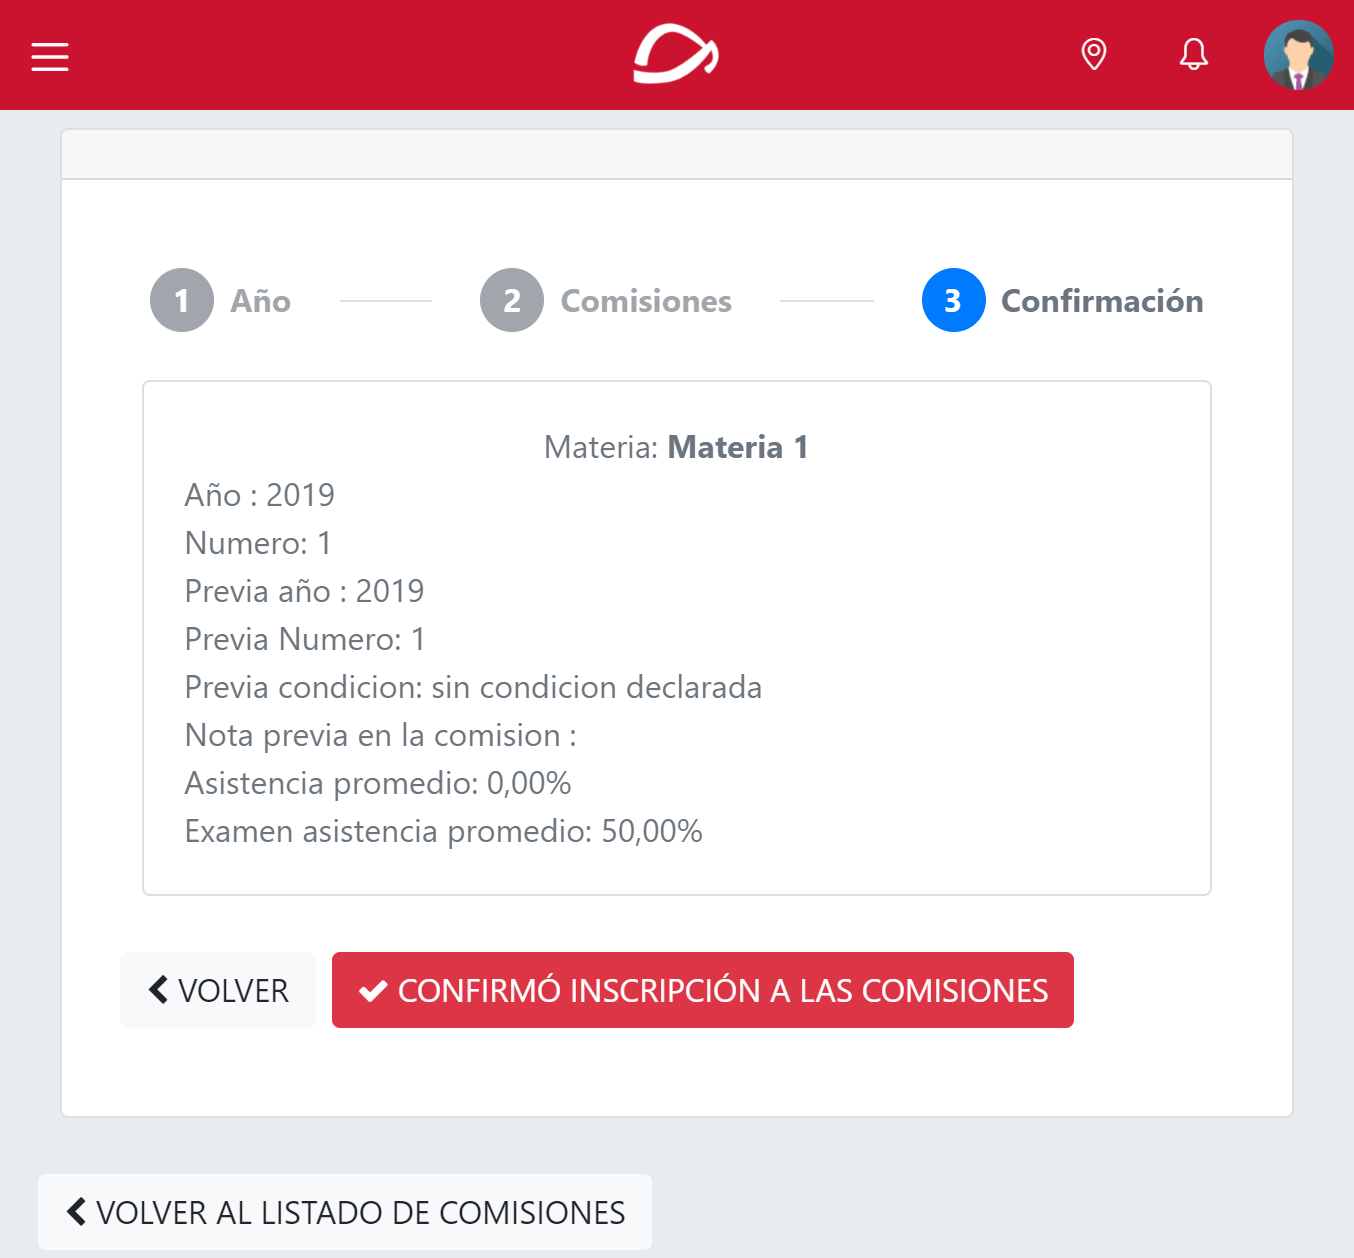 1 Año 2 Comisiones 3 Confirmación
Materia: Materia 1
Año : 2019
Numero: 1
Previa año : 2019
Previa Numero: 1
Previa condicion: sin condicion declarada
Nota previa en la comision :
Asistencia promedio: 0,00%
Examen asistencia promedio: 50,00%
VOLVER CONFIRMÓ INSCRIPCIÓN A LAS COMISIONES
VOLVER AL LISTADO DE COMISIONES